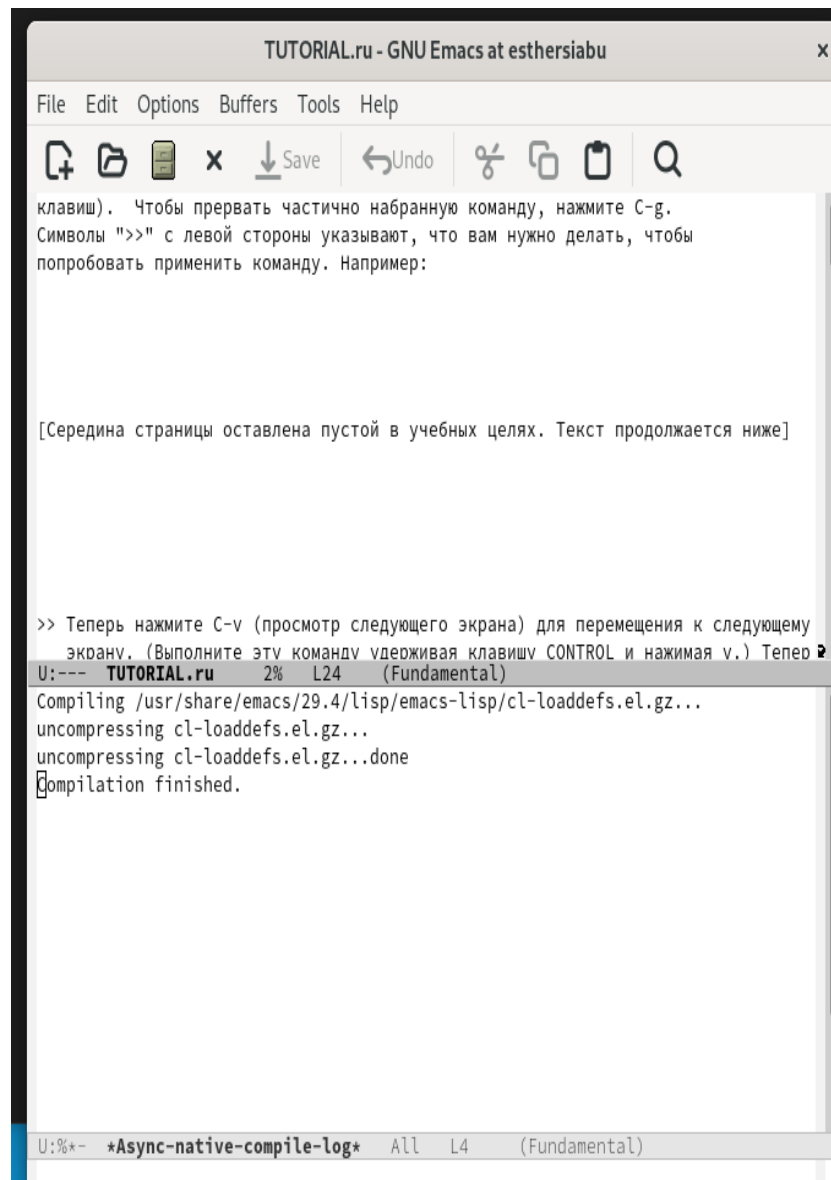 TUTORIAL.ru - GNU Emacs at esthersiabu
File Edit Options Buffers Tools Help
Save Undo
клавиш).  Чтобы прервать частично набранную команду, нажмите C-g.
Символы ">>" с левой стороны указывают, что вам нужно делать, чтобы
попробовать применить команду. Например:
[Середина страницы оставлена пустой в учебных целях. Текст продолжается ниже]
>> Теперь нажмите C-v (просмотр следующего экрана) для перемещения к следующему
экрану. (Выполните эту команду удерживая клавишу CONTROL и нажимая v.) Тепер
U:--- TUTORIAL.ru 2% L24 (Fundamental)
Compiling /usr/share/emacs/29.4/lisp/emacs-lisp/cl-loaddefs.el.gz...
uncompressing cl-loaddefs.el.gz...
uncompressing cl-loaddefs.el.gz...done
Compilation finished.
U:%*- *Async-native-compile-log* All L4 (Fundamental)